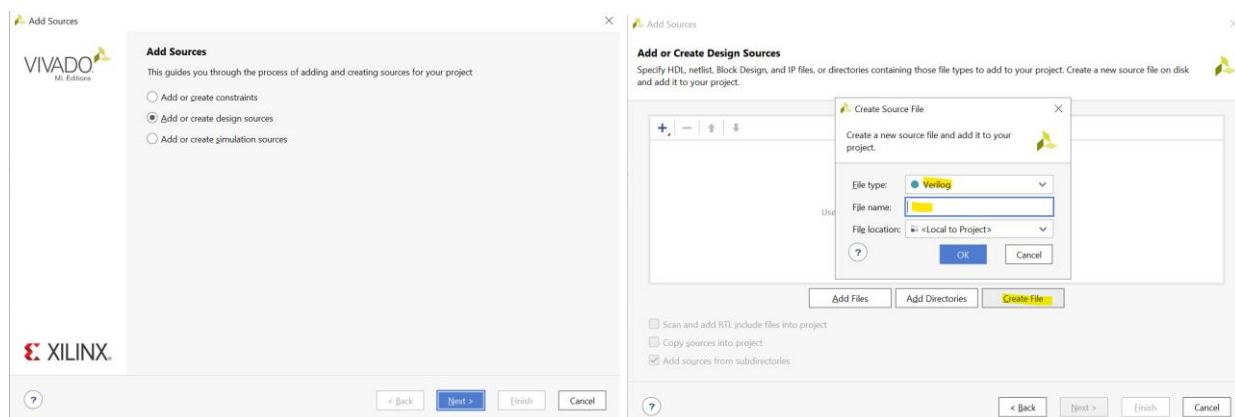 Add Sources
VIVADO
ML Editions
Add Sources
This guides you through the process of adding and creating sources for your project
Add or create constraints
Add or create design sources
Add or create simulation sources
XILINX.
?
< Back
Next >
Finish
Cancel
Add Sources
Add or Create Design Sources
Specify HDL, netlist, Block Design, and IP files, or directories containing those file types to add to your project. Create a new source file on disk
and add it to your project.
Create Source File
Create a new source file and add it to your
project.
File type:
Verilog
File name:
Use
File location:
<Local to Project>
?
OK
Cancel
Add Files
Add Directories
Create File
Scan and add RTL include files into project
Copy sources into project
Add sources from subdirectories
?
< Back
Next >
Finish
Cancel